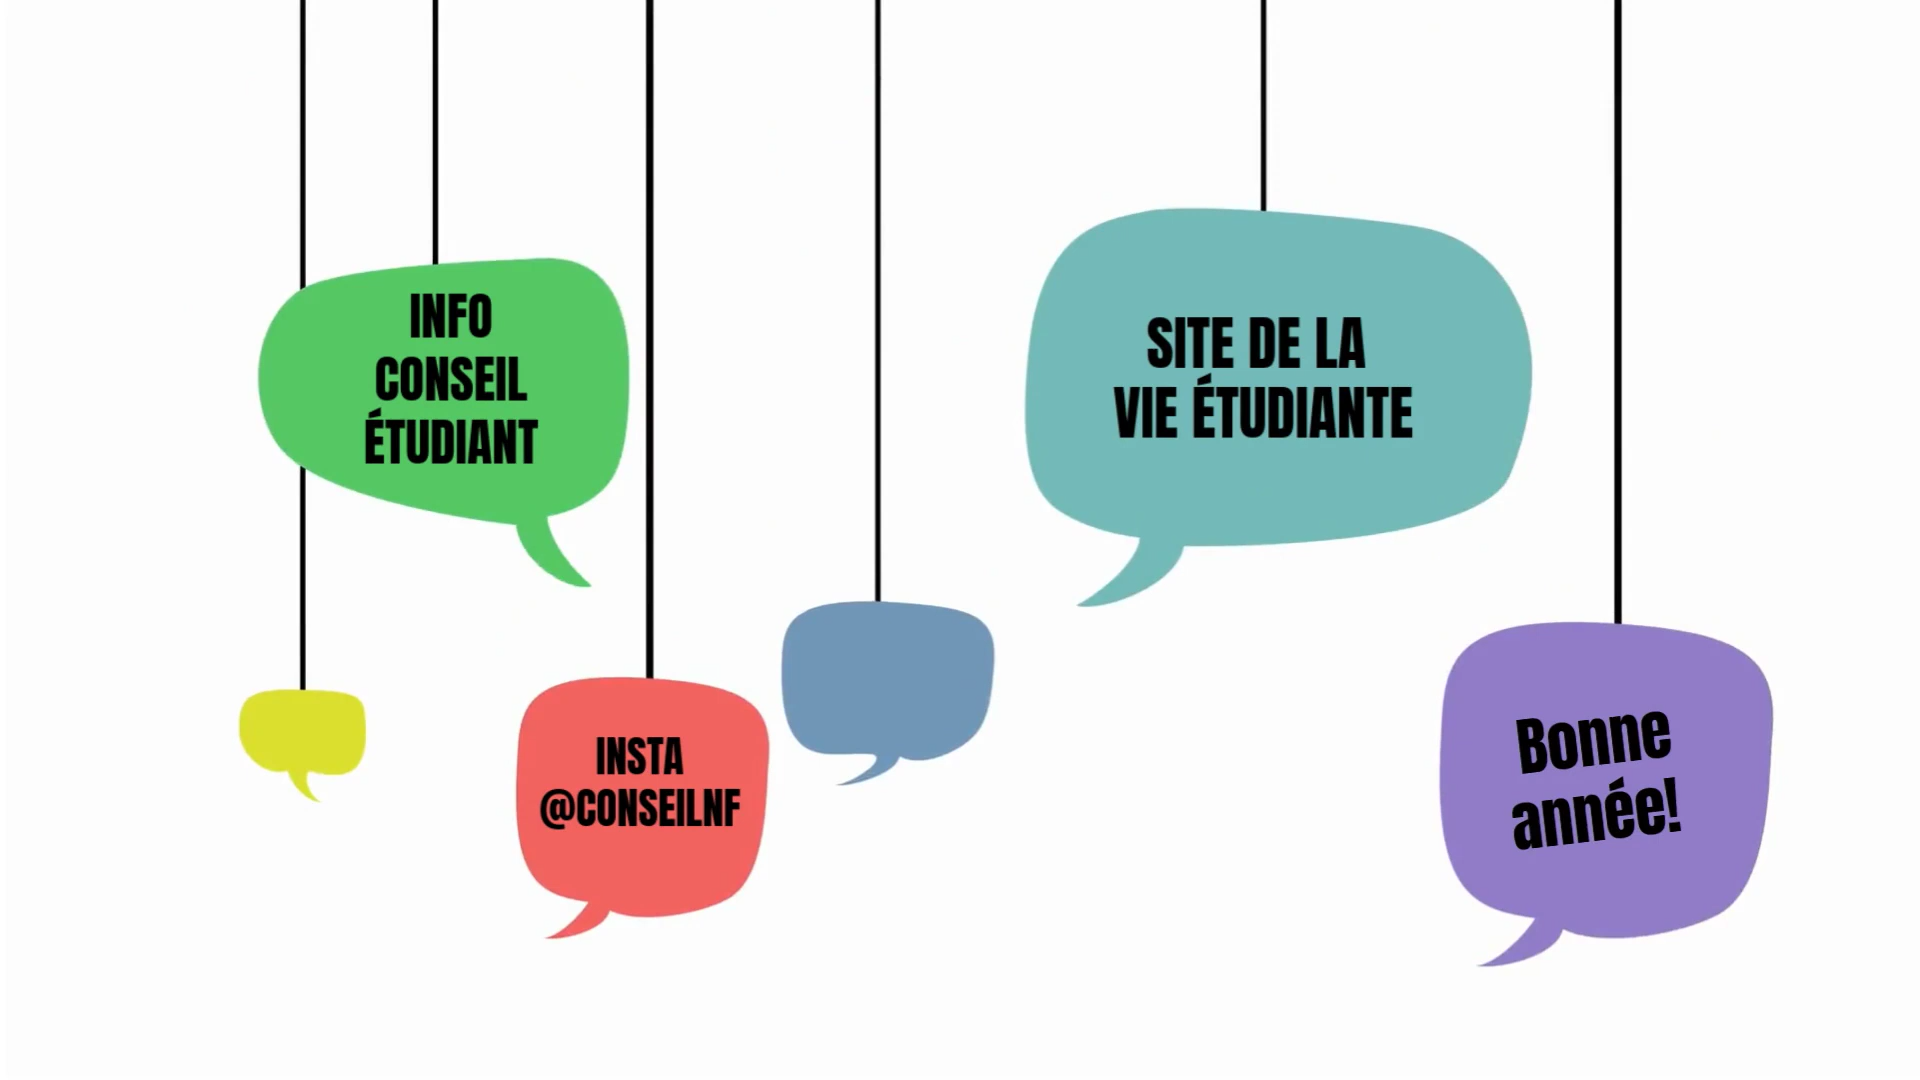 INFO
CONSEIL
ÉTUDIANT
SITE DE LA
VIE ÉTUDIANTE
INSTA
@CONSEILNF
Bonne
année!